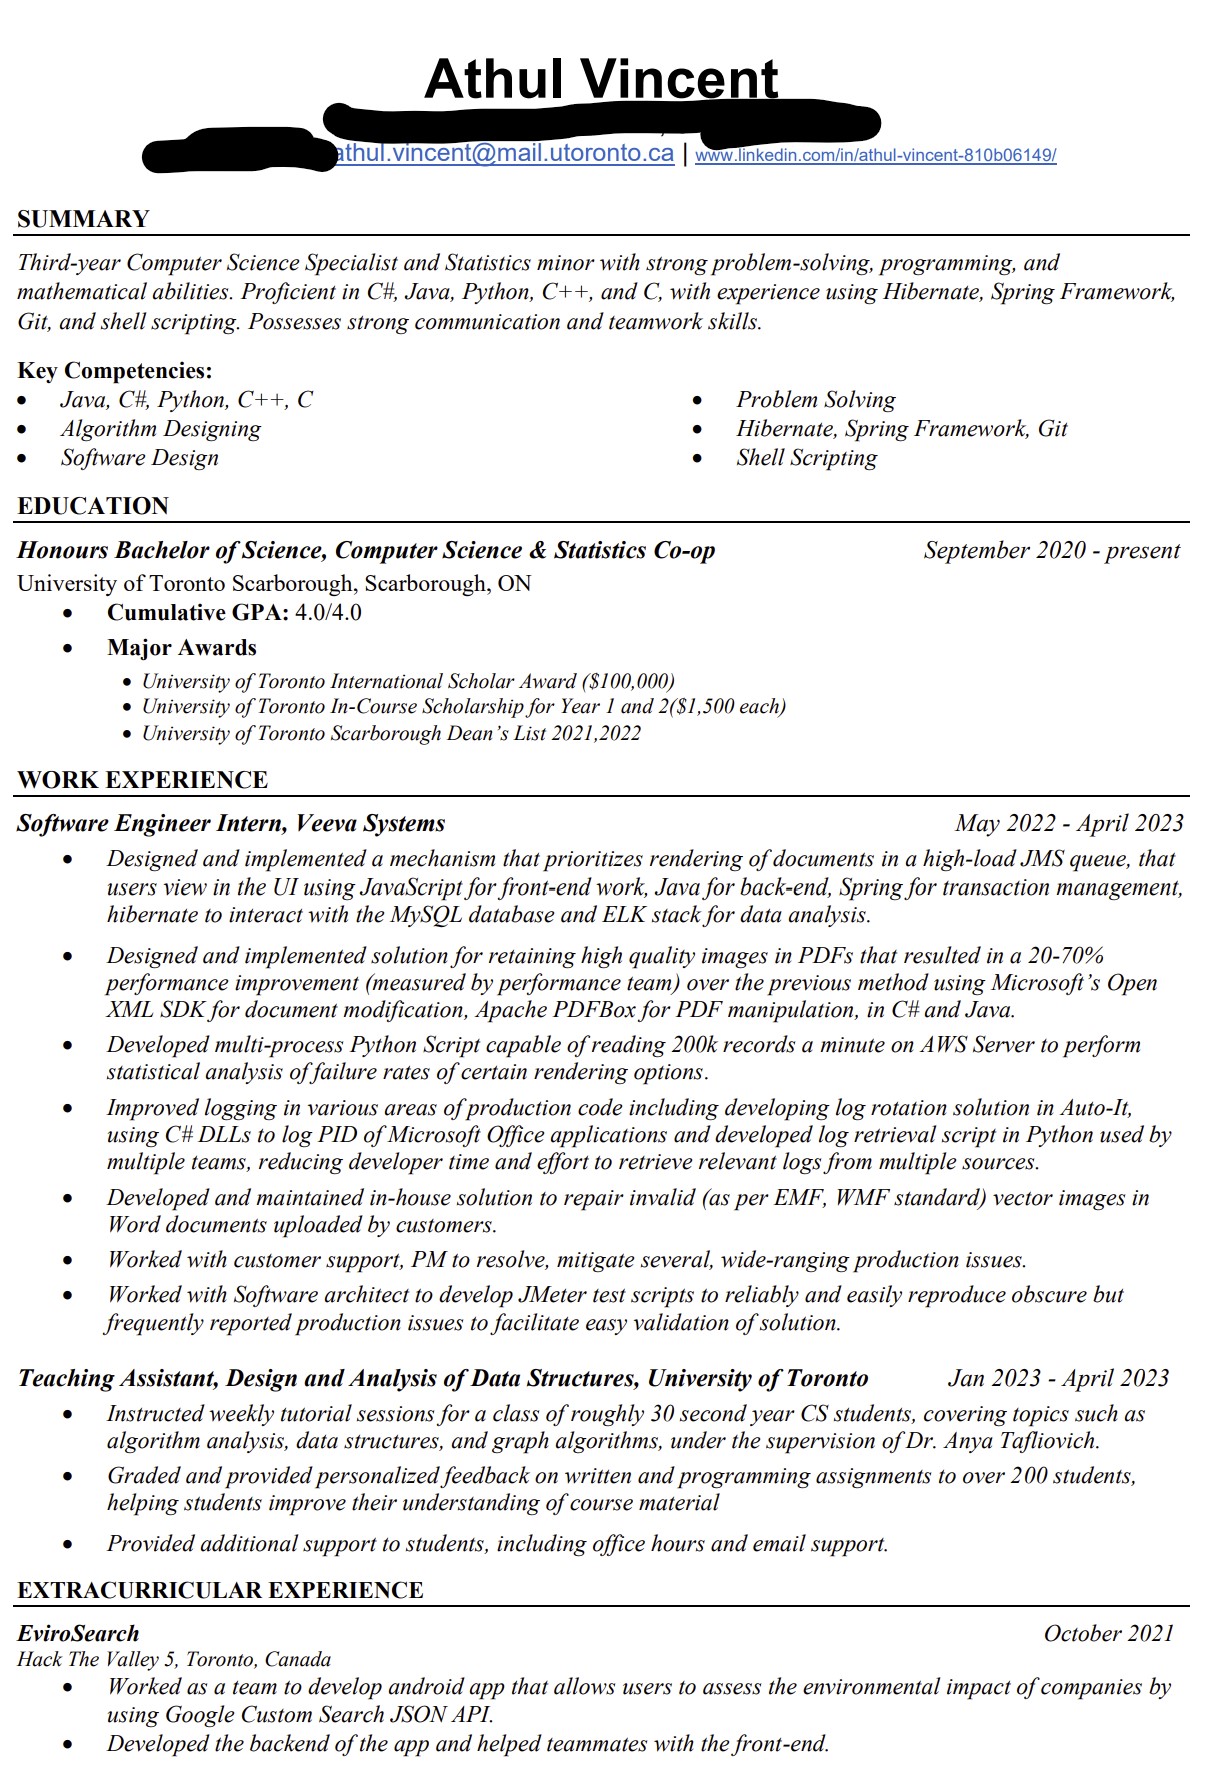 Athul Vincent
athul.vincent@mail.utoronto.ca | www.linkedin.com/in/athul-vincent-810b06149/
SUMMARY
Third-year Computer Science Specialist and Statistics minor with strong problem-solving, programming, and
mathematical abilities. Proficient in C#, Java, Python, C++, and C, with experience using Hibernate, Spring Framework,
Git, and shell scripting. Possesses strong communication and teamwork skills.
Key Competencies:
• Java, C#, Python, C++, C
• Algorithm Designing
• Software Design
• Problem Solving
• Hibernate, Spring Framework, Git
• Shell Scripting
EDUCATION
Honours Bachelor of Science, Computer Science & Statistics Co-op September 2020 - present
University of Toronto Scarborough, Scarborough, ON
• Cumulative GPA: 4.0/4.0
• Major Awards
• University of Toronto International Scholar Award ($100,000)
• University of Toronto In-Course Scholarship for Year 1 and 2($1,500 each)
• University of Toronto Scarborough Dean’s List 2021,2022
WORK EXPERIENCE
Software Engineer Intern, Veeva Systems May 2022 - April 2023
• Designed and implemented a mechanism that prioritizes rendering of documents in a high-load JMS queue, that
users view in the UI using JavaScript for front-end work, Java for back-end, Spring for transaction management,
hibernate to interact with the MySQL database and ELK stack for data analysis.
• Designed and implemented solution for retaining high quality images in PDFs that resulted in a 20-70%
performance improvement (measured by performance team) over the previous method using Microsoft’s Open
XML SDK for document modification, Apache PDFBox for PDF manipulation, in C# and Java.
• Developed multi-process Python Script capable of reading 200k records a minute on AWS Server to perform
statistical analysis of failure rates of certain rendering options.
• Improved logging in various areas of production code including developing log rotation solution in Auto-It,
using C# DLLs to log PID of Microsoft Office applications and developed log retrieval script in Python used by
multiple teams, reducing developer time and effort to retrieve relevant logs from multiple sources.
• Developed and maintained in-house solution to repair invalid (as per EMF, WMF standard) vector images in
Word documents uploaded by customers.
• Worked with customer support, PM to resolve, mitigate several, wide-ranging production issues.
• Worked with Software architect to develop JMeter test scripts to reliably and easily reproduce obscure but
frequently reported production issues to facilitate easy validation of solution.
Teaching Assistant, Design and Analysis of Data Structures, University of Toronto Jan 2023 - April 2023
• Instructed weekly tutorial sessions for a class of roughly 30 second year CS students, covering topics such as
algorithm analysis, data structures, and graph algorithms, under the supervision of Dr. Anya Tafliovich.
• Graded and provided personalized feedback on written and programming assignments to over 200 students,
helping students improve their understanding of course material
• Provided additional support to students, including office hours and email support.
EXTRACURRICULAR EXPERIENCE
EviroSearch October 2021
Hack The Valley 5, Toronto, Canada
• Worked as a team to develop android app that allows users to assess the environmental impact of companies by
using Google Custom Search JSON API.
• Developed the backend of the app and helped teammates with the front-end.